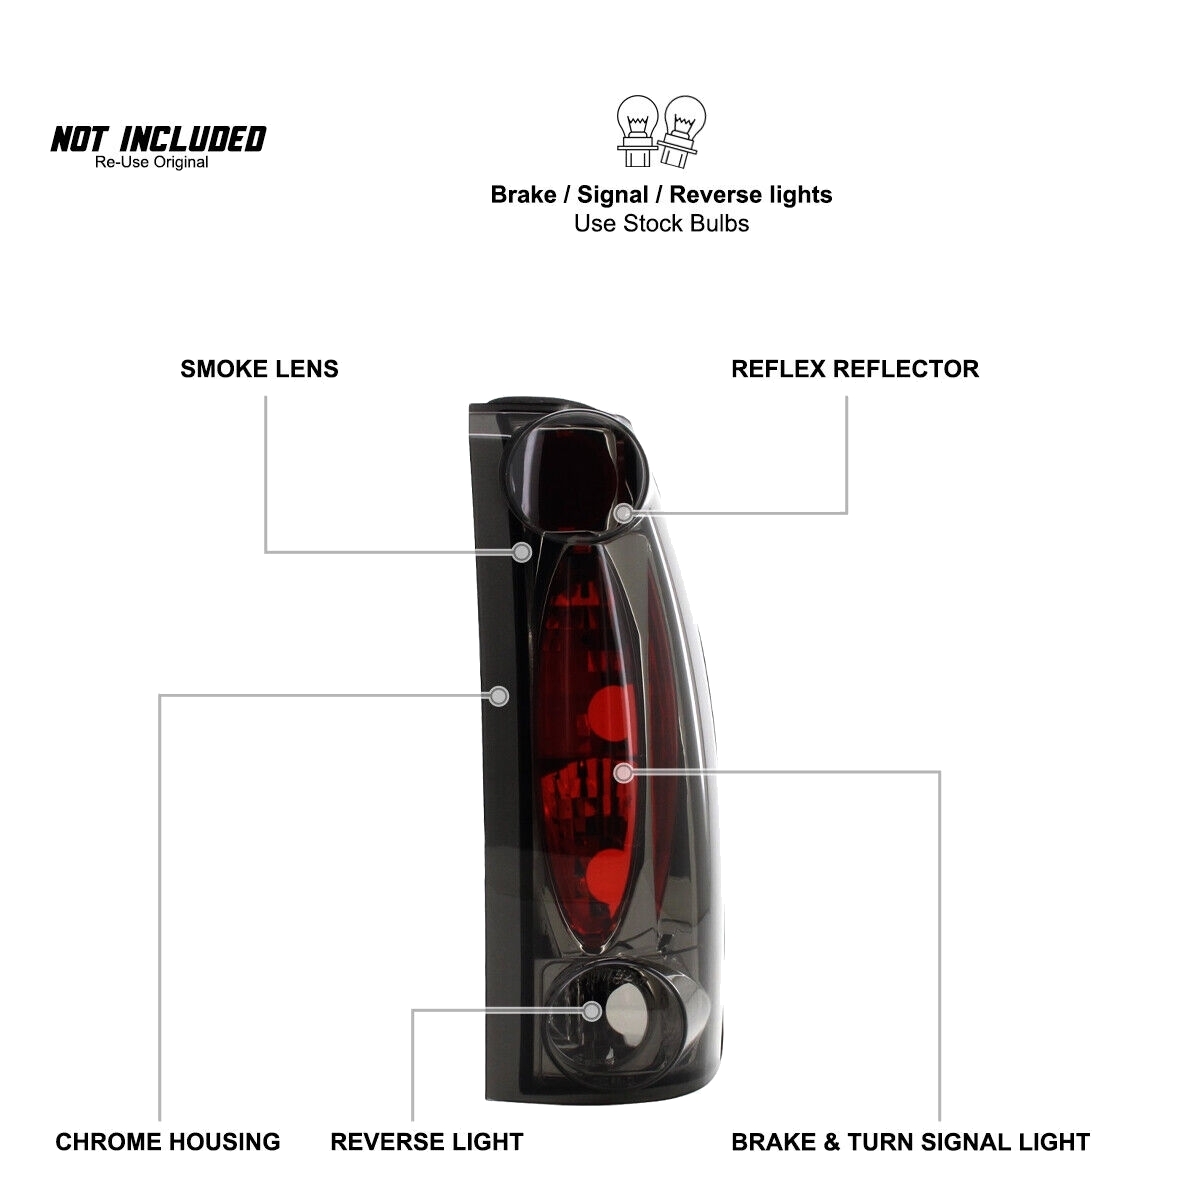 NOT INCLUDED
Re-Use Original
Brake / Signal / Reverse lights
Use Stock Bulbs
SMOKE LENS
REFLEX REFLECTOR
CHROME HOUSING
REVERSE LIGHT
BRAKE & TURN SIGNAL LIGHT